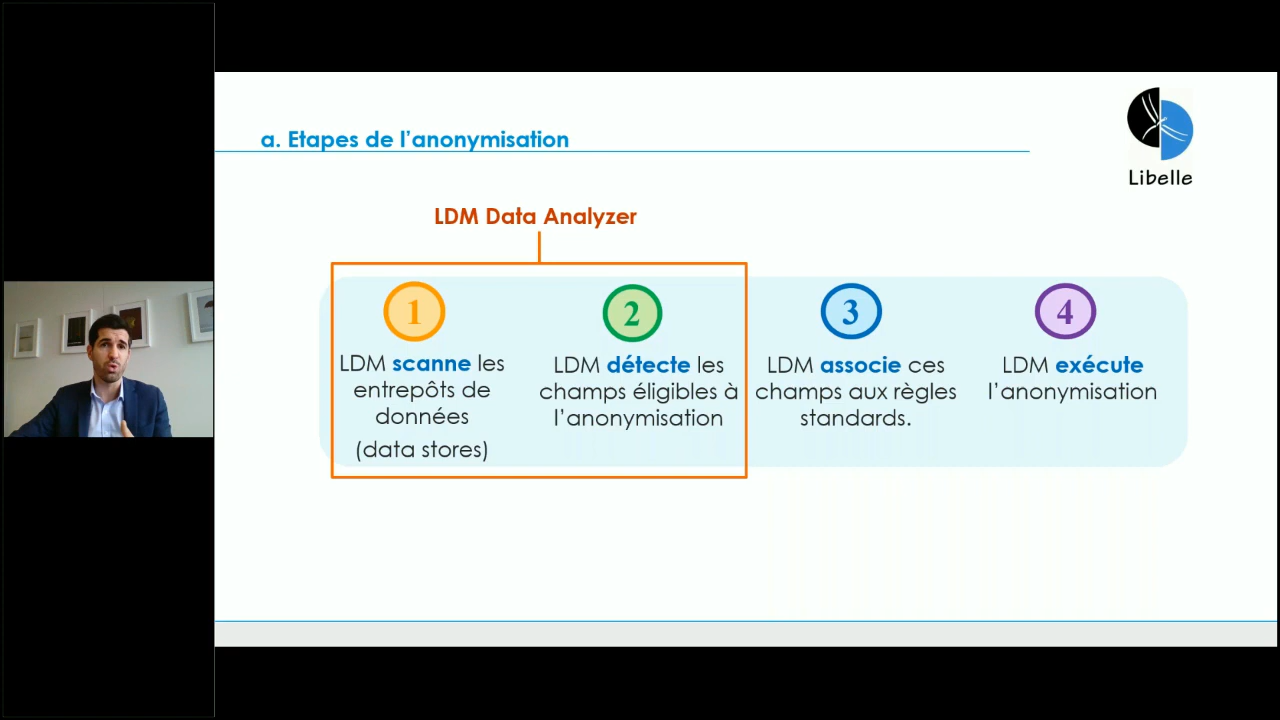 a. Etapes de l’anonymisation
Libelle
LDM Data Analyzer
1
LDM scanne les
entrepôts de
données
(data stores)
2
LDM détecte les
champs éligibles à
l’anonymisation
3
LDM associe ces
champs aux règles
standards.
4
LDM exécute
l’anonymisation